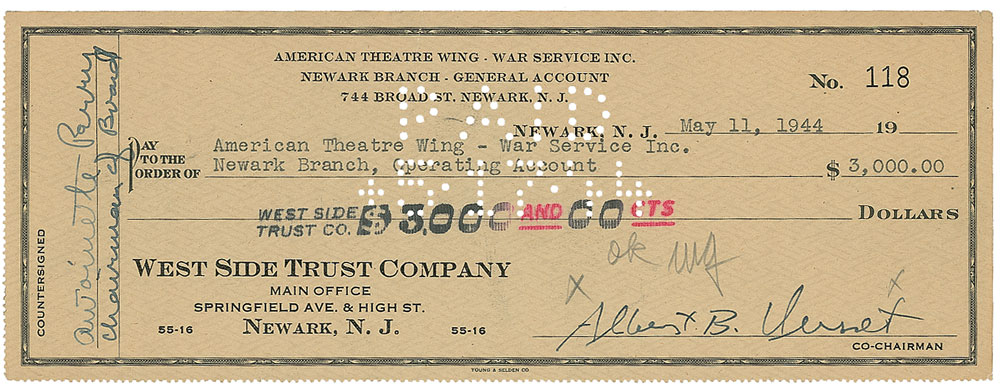 AMERICAN THEATRE WING - WAR SERVICE INC.
NEWARK BRANCH - GENERAL ACCOUNT
744 BROAD ST. NEWARK, N. J.
No. 118
PAID
NEWARK, N. J. May 11, 1944 19
PAY TO THE ORDER OF
American Theatre Wing - War Service Inc.
Newark Branch, Operating Account $ 3,000.00
WEST SIDE TRUST CO. $3,000 AND 00 CTS DOLLARS
ok
WEST SIDE TRUST COMPANY
MAIN OFFICE
SPRINGFIELD AVE. & HIGH ST.
55-16 NEWARK, N. J. 55-16
X X
Albert B.
CO-CHAIRMAN
COUNTERSIGNED
Antoinette Perry
Chairman of Board
YOUNG & SELDEN CO.